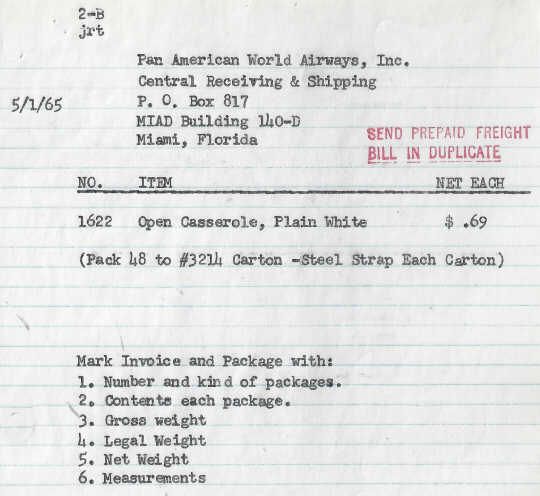 2-B
jrt
Pan American World Airways, Inc.
Central Receiving & Shipping
5/1/65 P. O. Box 817
MIAD Building 140-D
Miami, Florida
SEND PREPAID FREIGHT
BILL IN DUPLICATE
NO. ITEM NET EACH
1622 Open Casserole, Plain White $ .69
(Pack 48 to #3214 Carton -Steel Strap Each Carton)
Mark Invoice and Package with:
1. Number and kind of packages.
2. Contents each package.
3. Gross weight
4. Legal Weight
5. Net Weight
6. Measurements